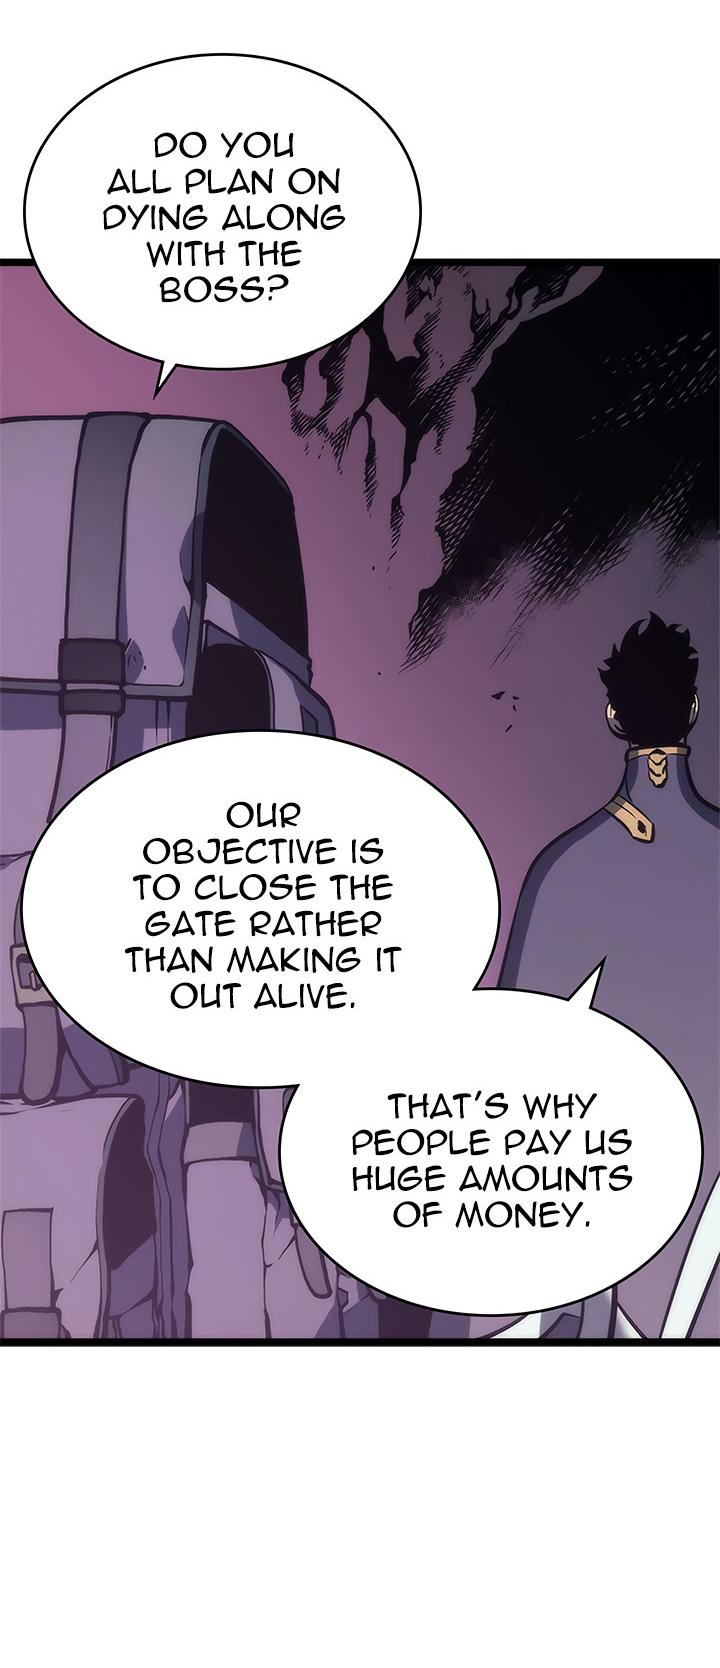 DO YOU
ALL PLAN ON
DYING ALONG
WITH THE
BOSS?
OUR
OBJECTIVE IS
TO CLOSE THE
GATE RATHER
THAN MAKING IT
OUT ALIVE.
THAT'S WHY
PEOPLE PAY US
HUGE AMOUNTS
OF MONEY.